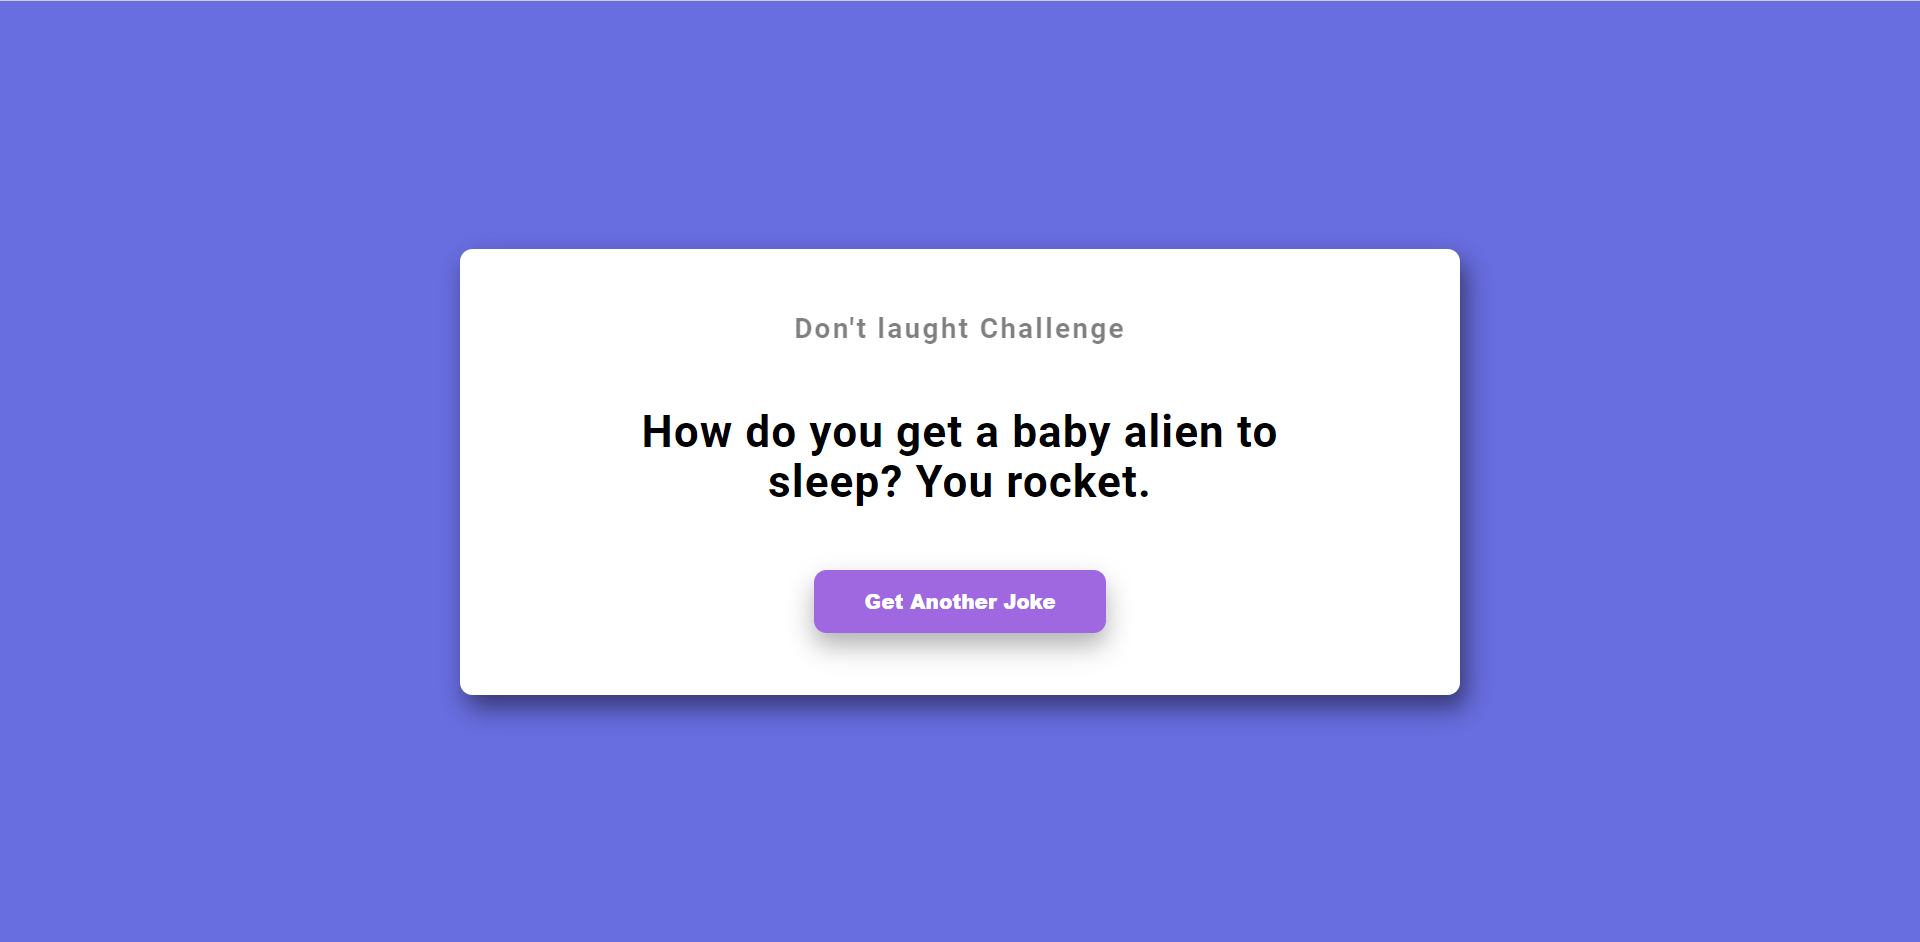 Don't laught Challenge
How do you get a baby alien to
sleep? You rocket.
Get Another Joke